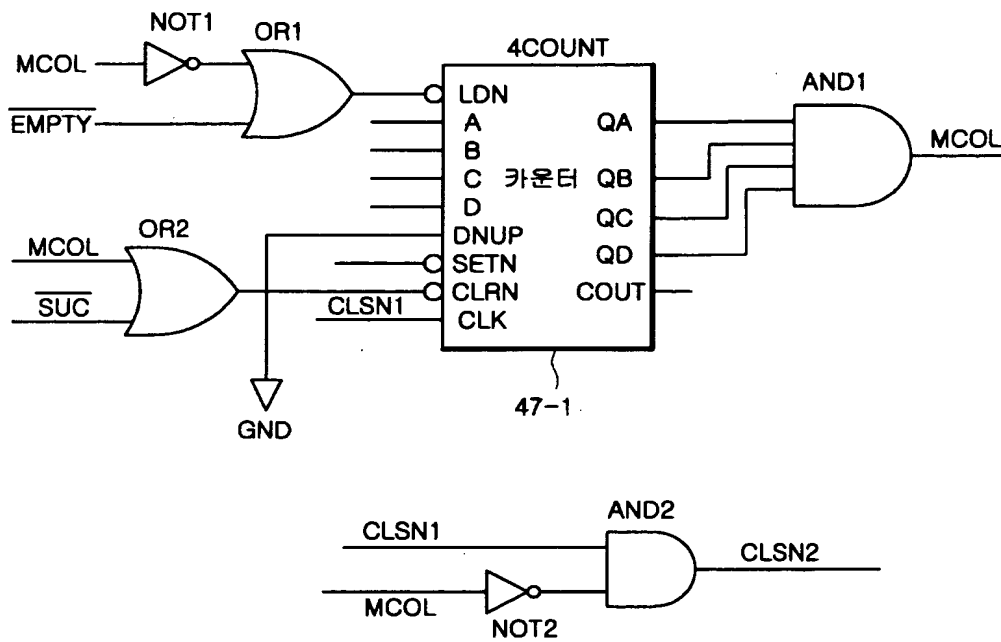 NOT1
OR1
MCOL
EMPTY
4COUNT
LDN
A
B
C
D
DNUP
SETN
CLRN
CLK
카운터
QA
QB
QC
QD
COUT
AND1
MCOL
OR2
MCOL
SUC
CLSN1
GND
47-1
AND2
CLSN1
MCOL
NOT2
CLSN2